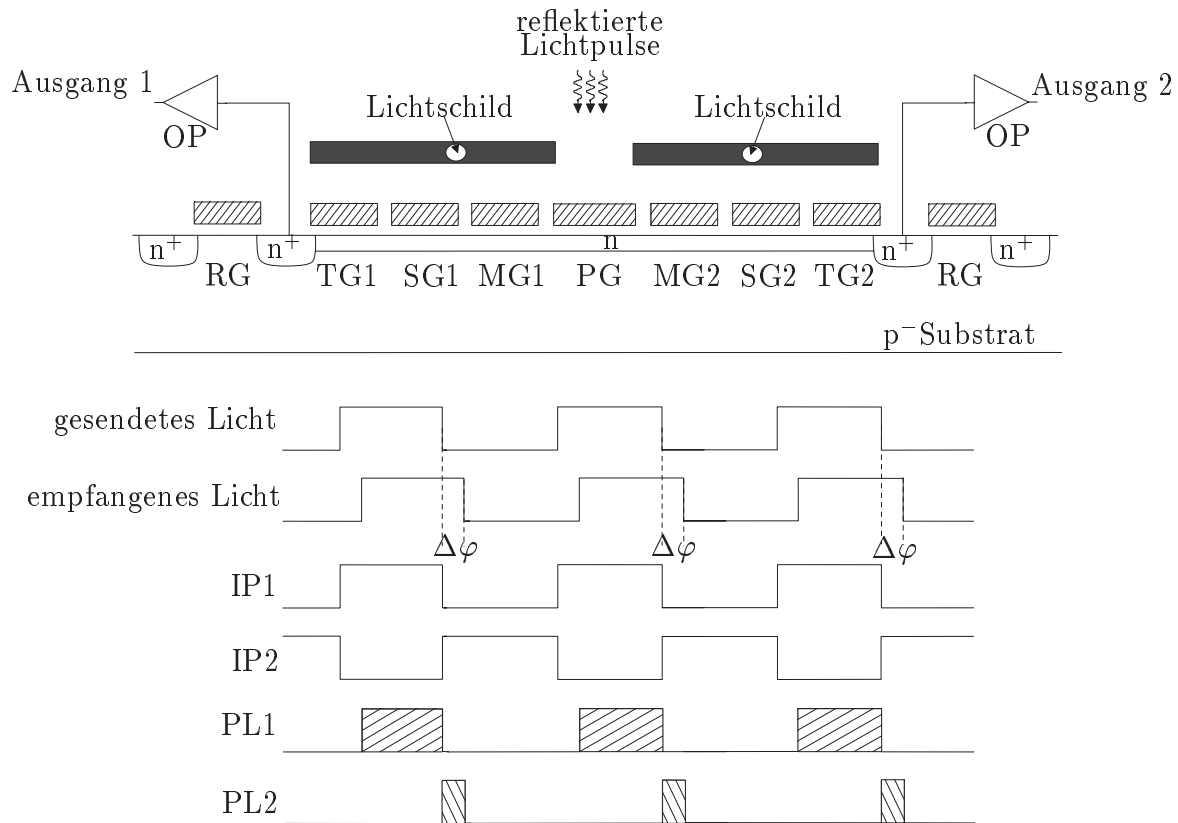 reflektierte
Lichtpulse
Ausgang 1
Ausgang 2
Lichtschild
Lichtschild
OP
OP
n⁺
n⁺
n
n⁺
n⁺
RG
TG1
SG1
MG1
PG
MG2
SG2
TG2
RG
p⁻Substrat
gesendetes Licht
empfangenes Licht
Δφ
Δφ
Δφ
IP1
IP2
PL1
PL2